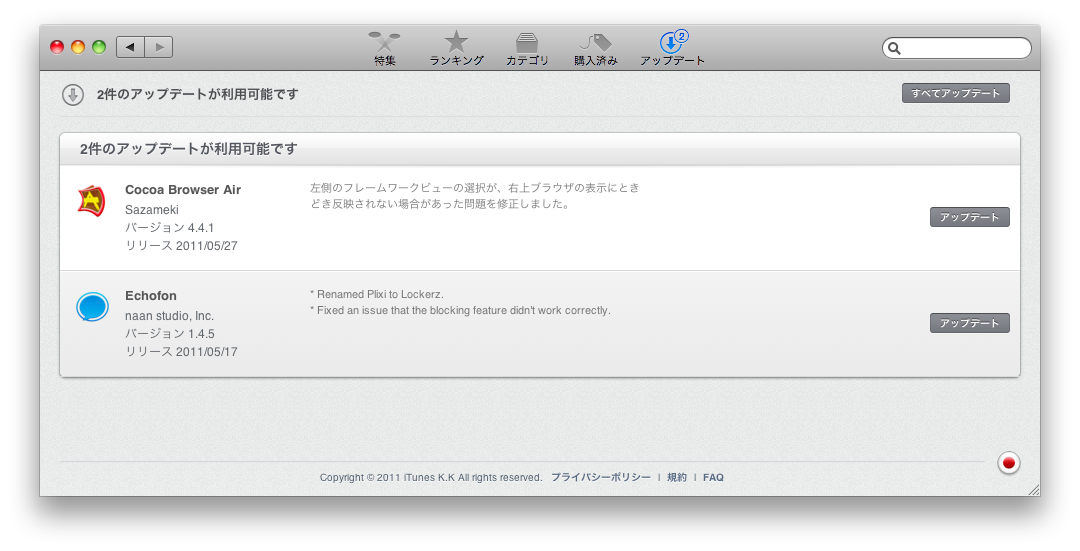 特集
ランキング
カテゴリ
購入済み
アップデート
2
2件のアップデートが利用可能です
すべてアップデート
2件のアップデートが利用可能です
Cocoa Browser Air
Sazameki
バージョン 4.4.1
リリース 2011/05/27
左側のフレームワークビューの選択が、右上ブラウザの表示にとき
どき反映されない場合があった問題を修正しました。
アップデート
Echofon
naan studio, Inc.
バージョン 1.4.5
リリース 2011/05/17
* Renamed Plixi to Lockerz.
* Fixed an issue that the blocking feature didn't work correctly.
アップデート
Copyright © 2011 iTunes K.K All rights reserved. プライバシーポリシー | 規約 | FAQ